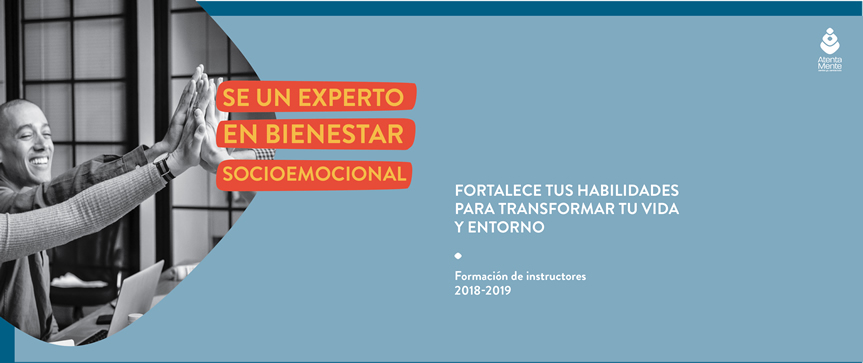 SE UN EXPERTO
EN BIENESTAR
SOCIOEMOCIONAL
Atenta
Mente
FORTALECE TUS HABILIDADES
PARA TRANSFORMAR TU VIDA
Y ENTORNO
Formación de instructores
2018-2019